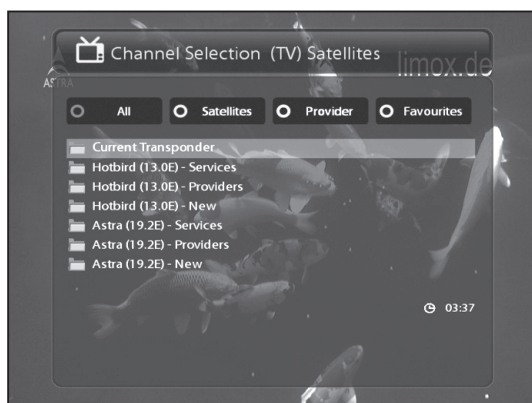 Channel Selection (TV) Satellites
limox.de
ASTRA
All Satellites Provider Favourites
Current Transponder
Hotbird (13.0E) - Services
Hotbird (13.0E) - Providers
Hotbird (13.0E) - New
Astra (19.2E) - Services
Astra (19.2E) - Providers
Astra (19.2E) - New
03:37